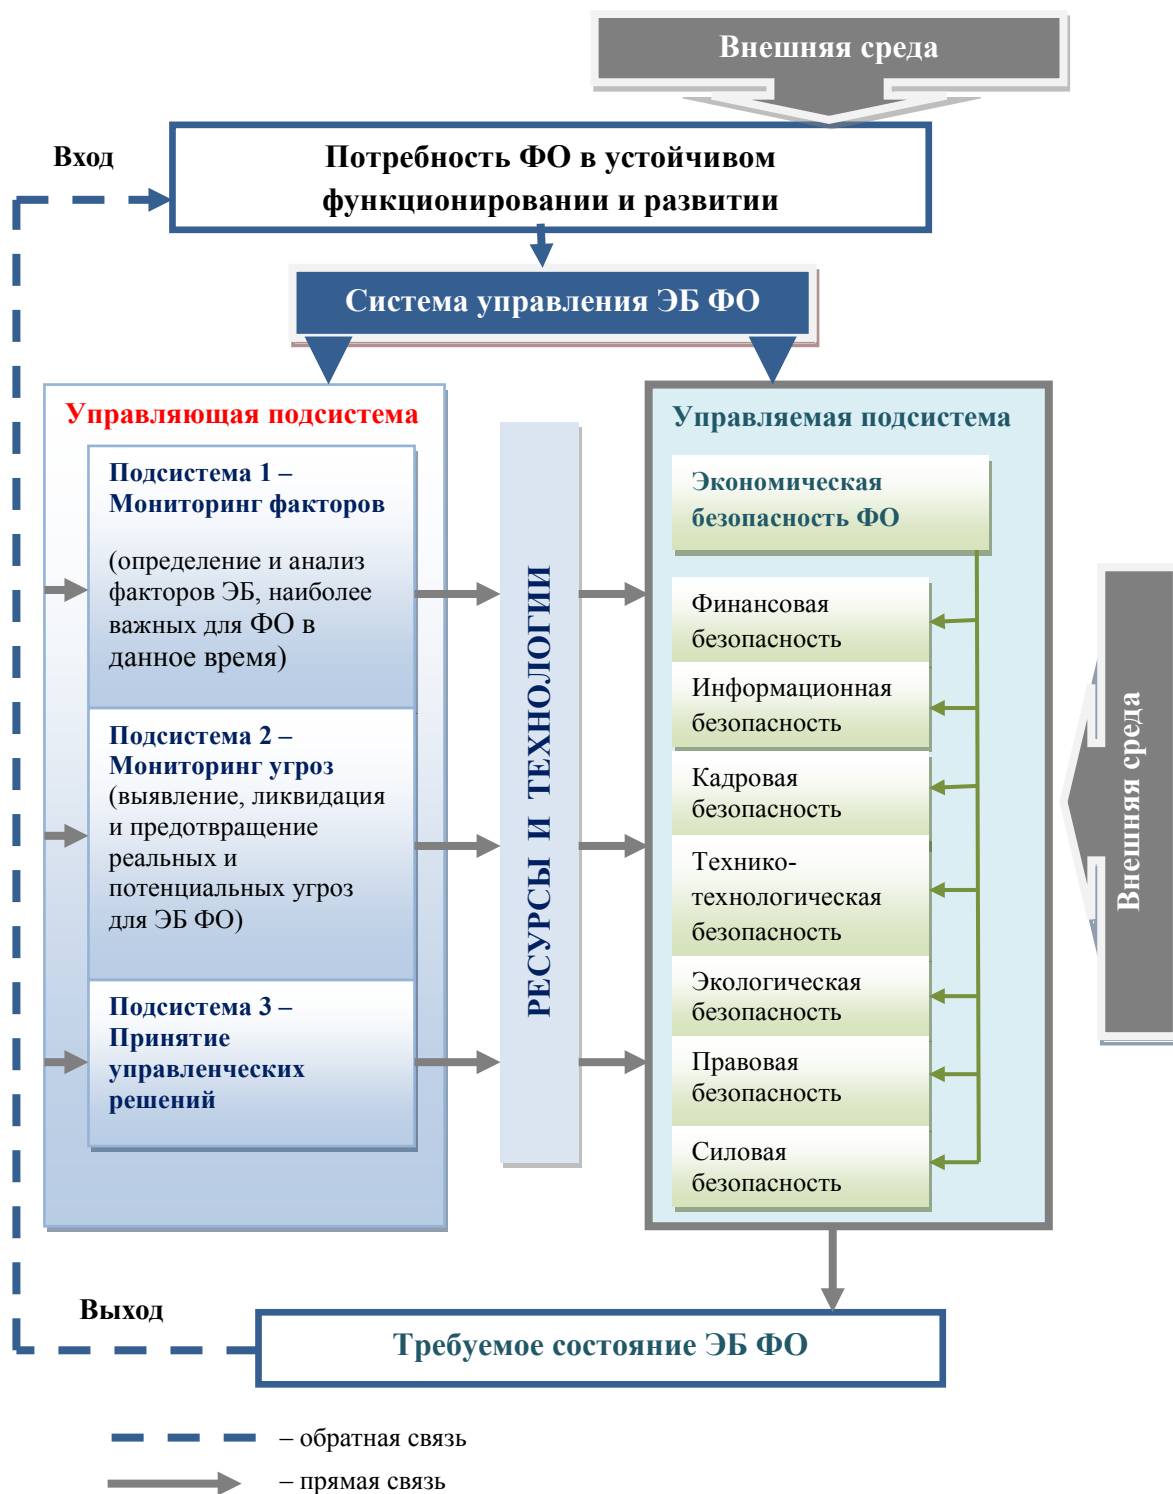 Внешняя среда
Вход
Потребность ФО в устойчивом
функционировании и развитии
Система управления ЭБ ФО
Управляющая подсистема
Подсистема 1 –
Мониторинг факторов
(определение и анализ
факторов ЭБ, наиболее
важных для ФО в
данное время)
Подсистема 2 –
Мониторинг угроз
(выявление, ликвидация
и предотвращение
реальных и
потенциальных угроз
для ЭБ ФО)
Подсистема 3 –
Принятие
управленческих
решений
РЕСУРСЫ И ТЕХНОЛОГИИ
Управляемая подсистема
Экономическая
безопасность ФО
Финансовая
безопасность
Информационная
безопасность
Кадровая
безопасность
Технико-
технологическая
безопасность
Экологическая
безопасность
Правовая
безопасность
Силовая
безопасность
Внешняя среда
Выход
Требуемое состояние ЭБ ФО
– обратная связь
– прямая связь